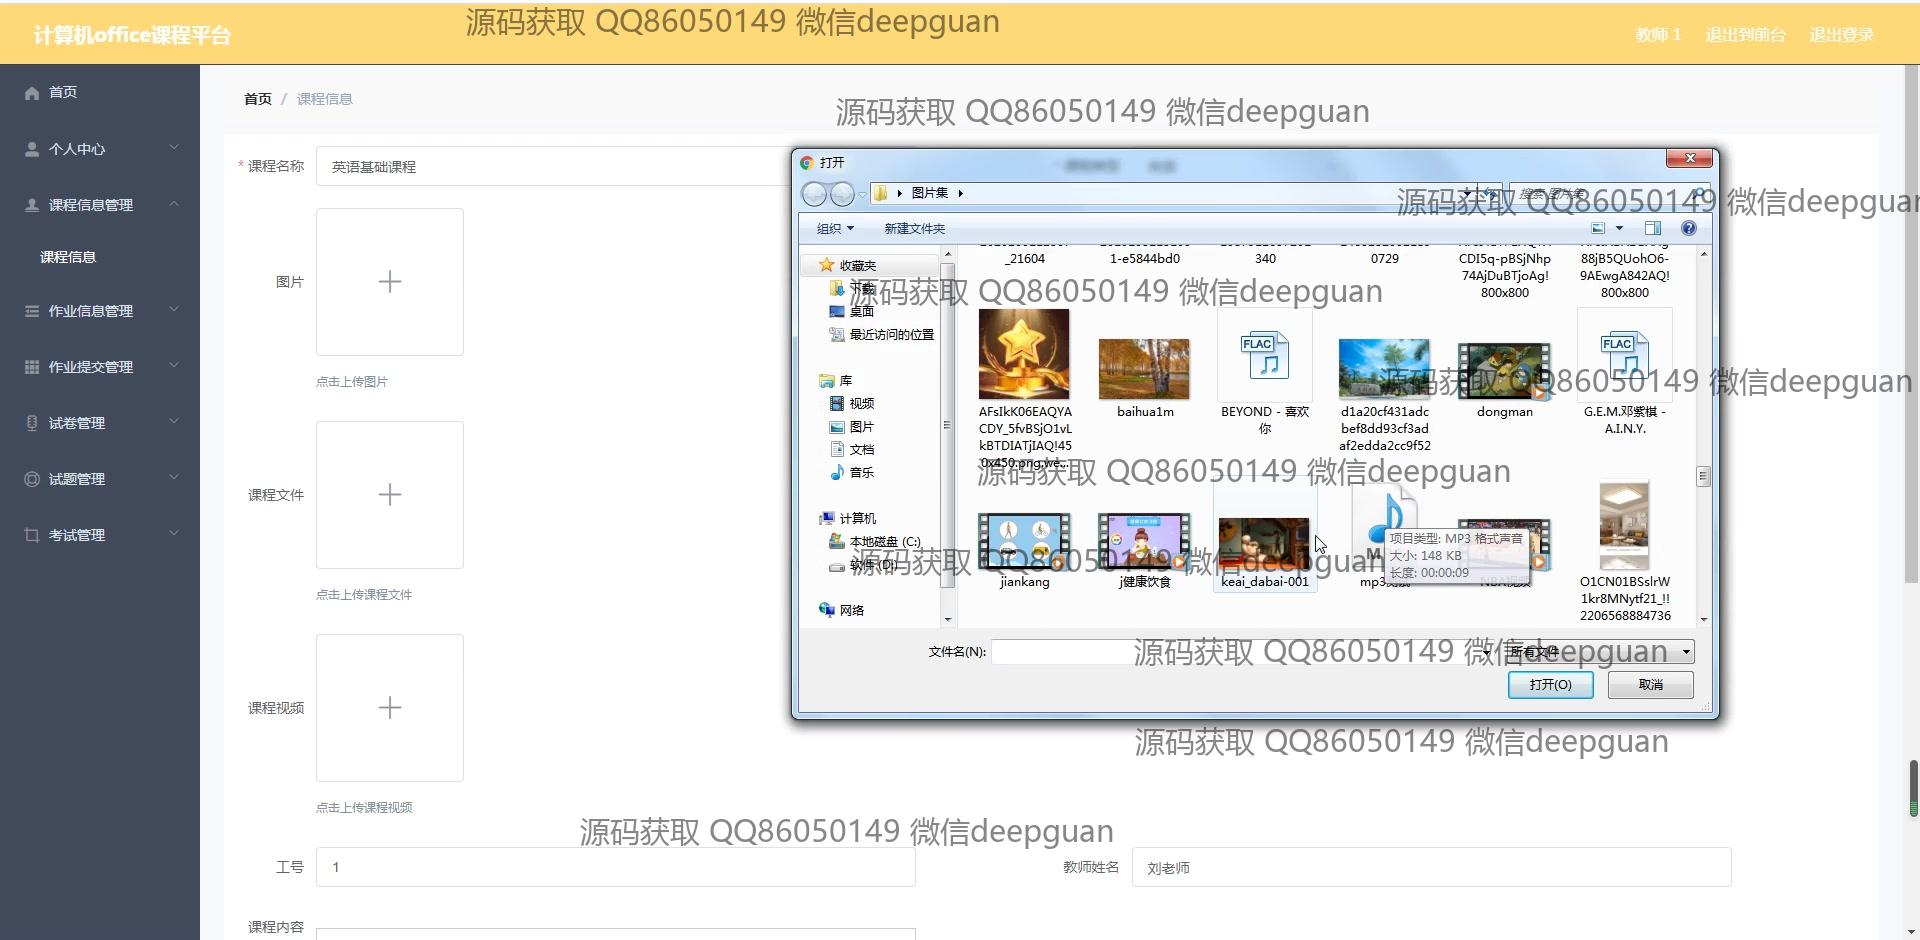 源码获取 QQ86050149 微信deepguan
计算机office课程平台
教师 1
退出到前台
退出登录
首页
个人中心
课程信息管理
课程信息
作业信息管理
作业提交管理
试卷管理
试题管理
考试管理
首页 / 课程信息
源码获取 QQ86050149 微信deepguan
* 课程名称
英语基础课程
图片
点击上传图片
课程文件
点击上传课程文件
课程视频
点击上传课程视频
工号
1
教师姓名
刘老师
课程内容
打开
图片集
源码获取 QQ86050149 微信deepguan
组织
新建文件夹
收藏夹
下载
桌面
最近访问的位置
库
视频
图片
文档
音乐
计算机
本地磁盘 (C:)
软件 (D:)
网络
_21604
1-e5844bd0
340
0729
CDI5q-pBSjNhp
74AjDuBTjoAg!
800x800
88jB5QUohO6-
9AEwgA842AQ!
800x800
源码获取 QQ86050149 微信deepguan
FLAC
FLAC
源码获取 QQ86050149 微信deepguan
AFsIkK06EAQYA
CDY_5fvBSjO1vL
kBTDIATjIAQ!45
0x450.png.we...
baihua1m
BEYOND - 喜欢
你
d1a20cf431adc
bef8dd93cf3ad
af2edda2cc9f52
dongman
G.E.M.邓紫棋 -
A.I.N.Y.
源码获取 QQ86050149 微信deepguan
项目类型: MP3 格式声音
大小: 148 KB
长度: 00:00:09
源码获取 QQ86050149 微信deepguan
jiankang
j健康饮食
keai_dabai-001
NBA视频
O1CN01BSslrW
1kr8MNytf21_!!
2206568884736
文件名(N):
所有文件
源码获取 QQ86050149 微信deepguan
打开(O)
取消
源码获取 QQ86050149 微信deepguan
源码获取 QQ86050149 微信deepguan